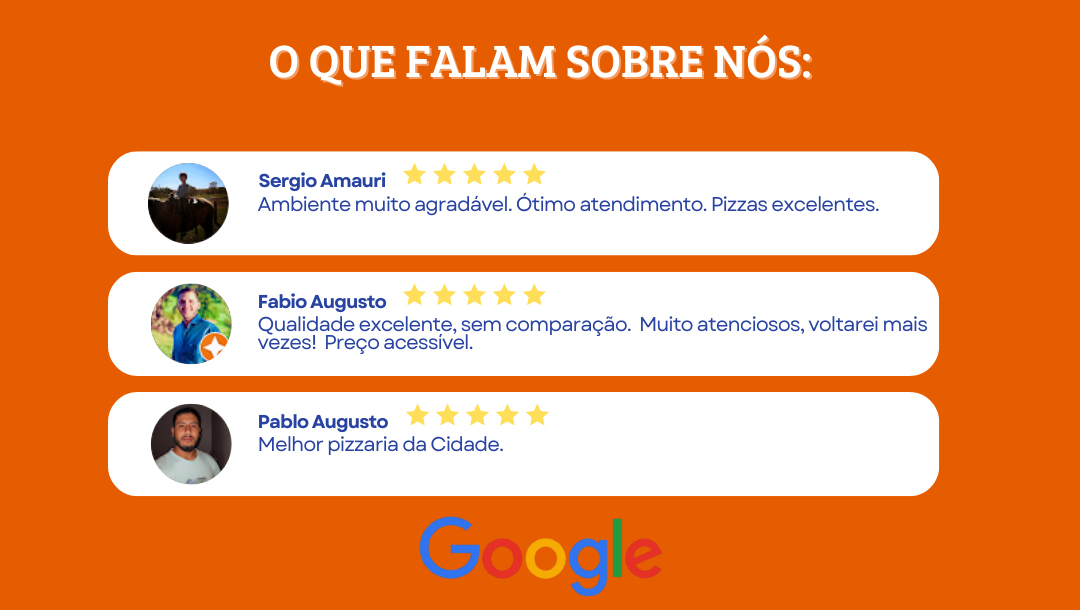 O QUE FALAM SOBRE NÓS:
Sergio Amauri
Ambiente muito agradável. Ótimo atendimento. Pizzas excelentes.
Fabio Augusto
Qualidade excelente, sem comparação.  Muito atenciosos, voltarei mais
vezes!  Preço acessível.
Pablo Augusto
Melhor pizzaria da Cidade.
Google